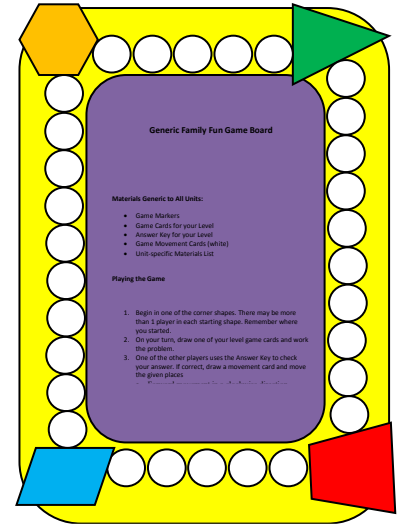 Generic Family Fun Game Board
Materials Generic to All Units:
• Game Markers
• Game Cards for your Level
• Answer Key for your Level
• Game Movement Cards (white)
• Unit-specific Materials List
Playing the Game
1. Begin in one of the corner shapes. There may be more
than 1 player in each starting shape. Remember where
you started.
2. On your turn, draw one of your level game cards and work
the problem.
3. One of the other players uses the Answer Key to check
your answer. If correct, draw a movement card and move
the given places